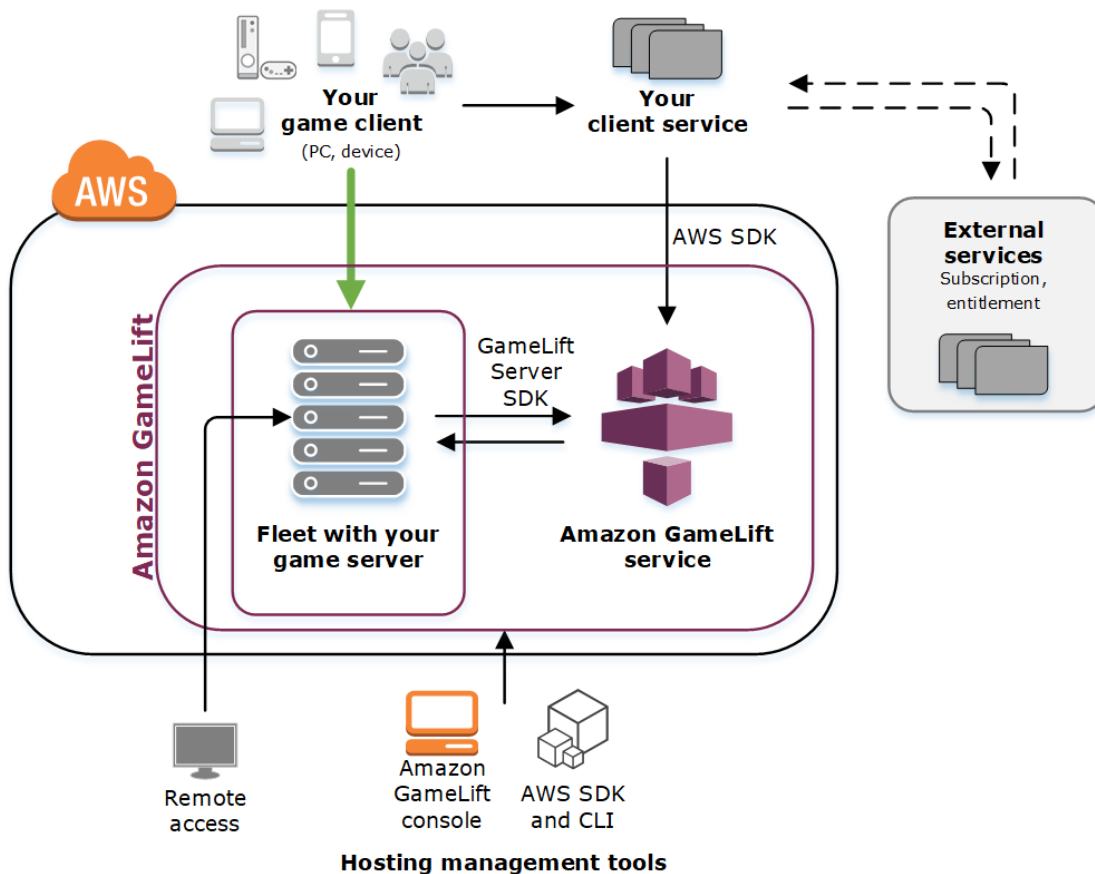 Your
game client
(PC, device)
Your
client service
AWS
AWS SDK
External
services
Subscription,
entitlement
Amazon GameLift
GameLift
Server
SDK
Fleet with your
game server
Amazon GameLift
service
Remote
access
Amazon
GameLift
console
AWS SDK
and CLI
Hosting management tools